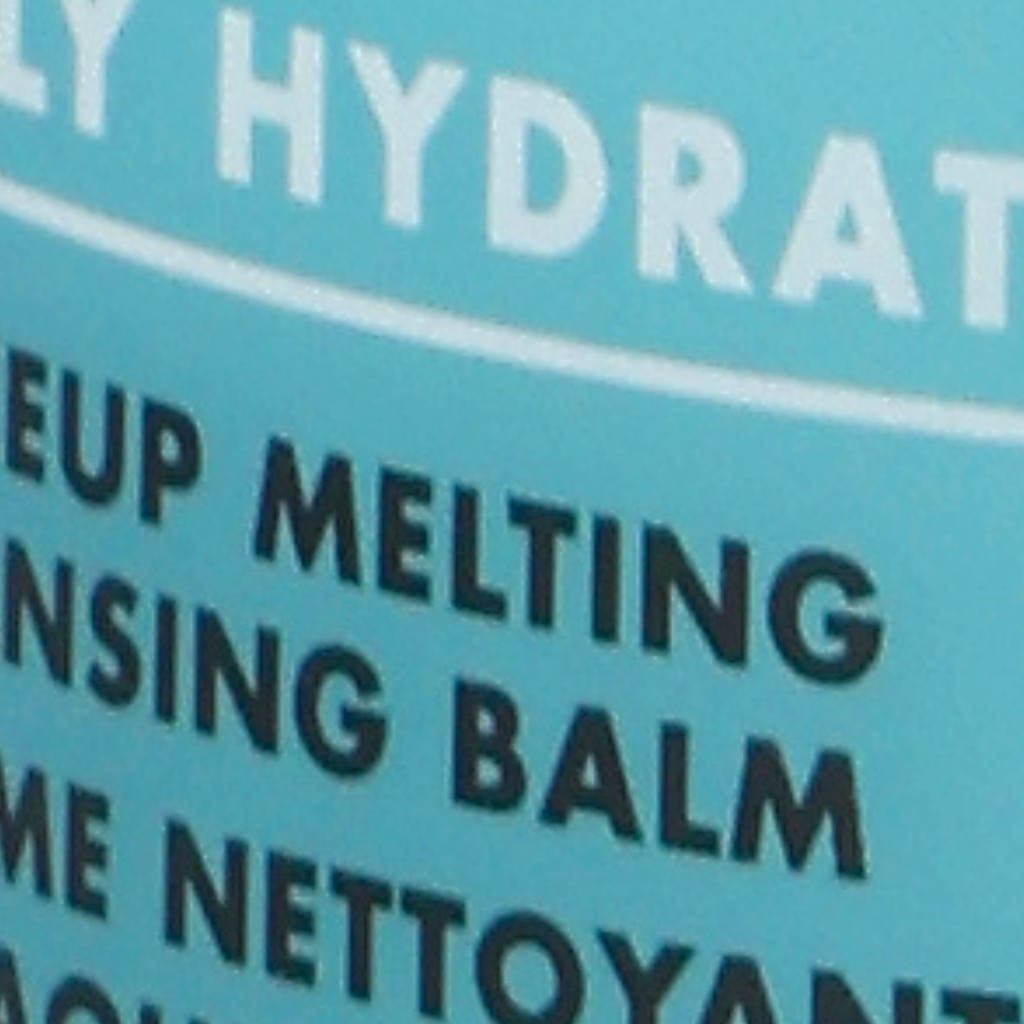 LY HYDRAT
EUP MELTING
NSING BALM
ME NETTOYANT